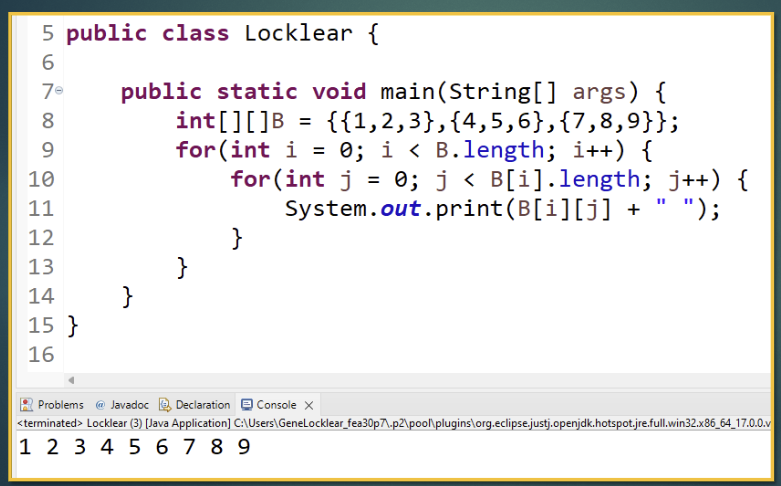 5 public class Locklear {
6
7 public static void main(String[] args) {
8 int[][]B = {{1,2,3},{4,5,6},{7,8,9}};
9 for(int i = 0; i < B.length; i++) {
10 for(int j = 0; j < B[i].length; j++) {
11 System.out.print(B[i][j] + " ");
12 }
13 }
14 }
15 }
16
Problems @ Javadoc Declaration Console
<terminated> Locklear (3) [Java Application] C:\Users\GeneLocklear_fea30p7\.p2\pool\plugins\org.eclipse.justj.openjdk.hotspot.jre.full.win32.x86_64_17.0.0.v
1 2 3 4 5 6 7 8 9